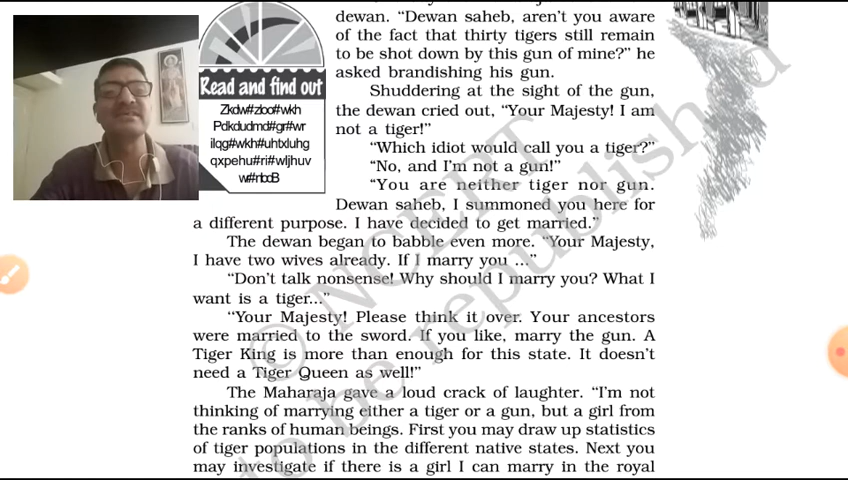 dewan. “Dewan saheb, aren't you aware
of the fact that thirty tigers still remain
to be shot down by this gun of mine?” he
asked brandishing his gun.
Shuddering at the sight of the gun,
the dewan cried out, “Your Majesty! I am
not a tiger!”
“Which idiot would call you a tiger?”
“No, and I'm not a gun!”
“You are neither tiger nor gun.
Dewan saheb, I summoned you here for
a different purpose. I have decided to get married.”
The dewan began to babble even more. “Your Majesty,
I have two wives already. If I marry you ...”
“Don't talk nonsense! Why should I marry you? What I
want is a tiger...”
“Your Majesty! Please think it over. Your ancestors
were married to the sword. If you like, marry the gun. A
Tiger King is more than enough for this state. It doesn't
need a Tiger Queen as well!”
The Maharaja gave a loud crack of laughter. “I'm not
thinking of marrying either a tiger or a gun, but a girl from
the ranks of human beings. First you may draw up statistics
of tiger populations in the different native states. Next you
may investigate if there is a girl I can marry in the royal
Read and find out
Zkdw#zloo#wkh
Pdkdudmd#gr#wr
ilqg#wkh#uhtxluhg
qxpehu#ri#wljhuv
© NCERT
to be republished